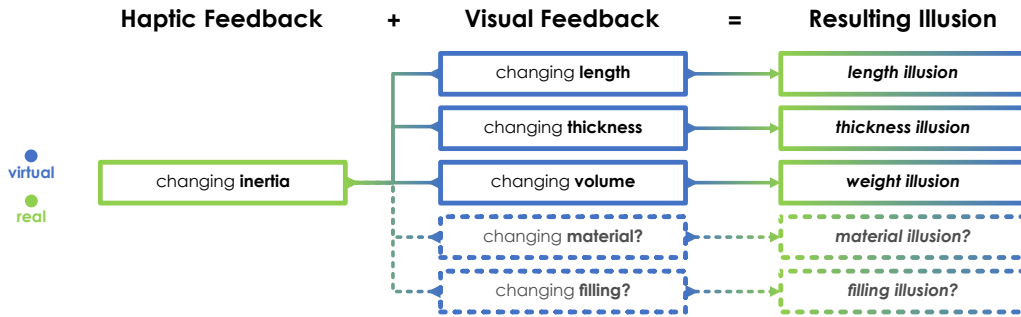 Haptic Feedback + Visual Feedback = Resulting Illusion
changing length length illusion
changing thickness thickness illusion
virtual
changing inertia changing volume weight illusion
real
changing material? material illusion?
changing filling? filling illusion?